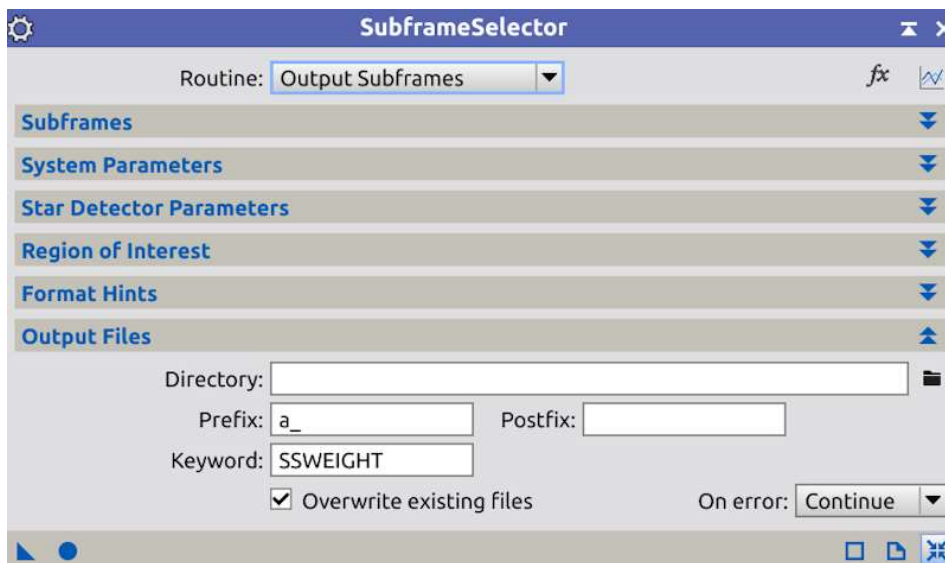 SubframeSelector
Routine: Output Subframes fx
Subframes
System Parameters
Star Detector Parameters
Region of Interest
Format Hints
Output Files
Directory:
Prefix: a_ Postfix:
Keyword: SSWEIGHT
Overwrite existing files On error: Continue